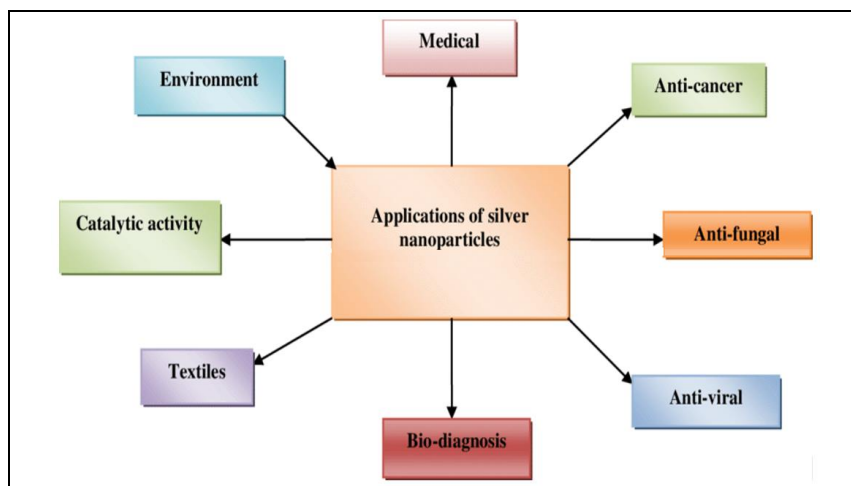 Medical
Environment
Anti-cancer
Applications of silver
nanoparticles
Catalytic activity
Anti-fungal
Textiles
Anti-viral
Bio-diagnosis